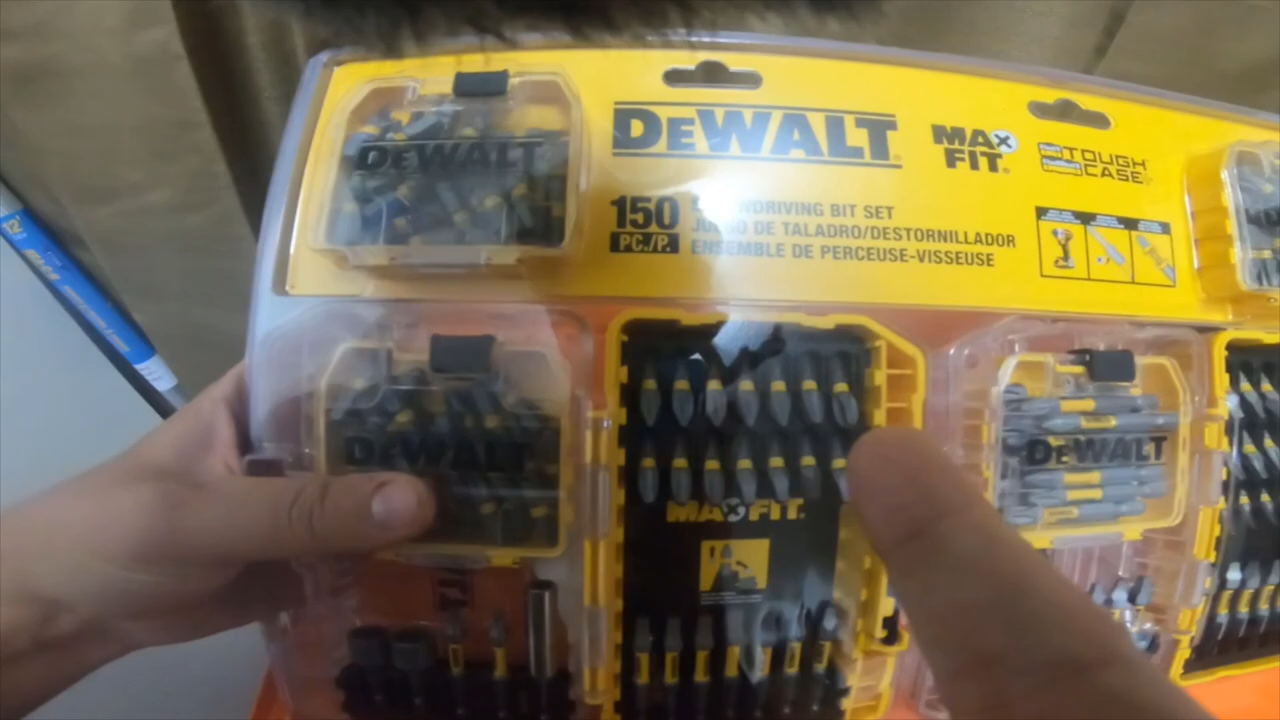 DEWALT
DEWALT
MAX FIT
TOUGH CASE
150 PC./P.
DRIVING BIT SET
DE TALADRO/DESTORNILLADOR
ENSEMBLE DE PERCEUSE-VISSEUSE
DEWALT
MAXFIT
DEWALT
12"